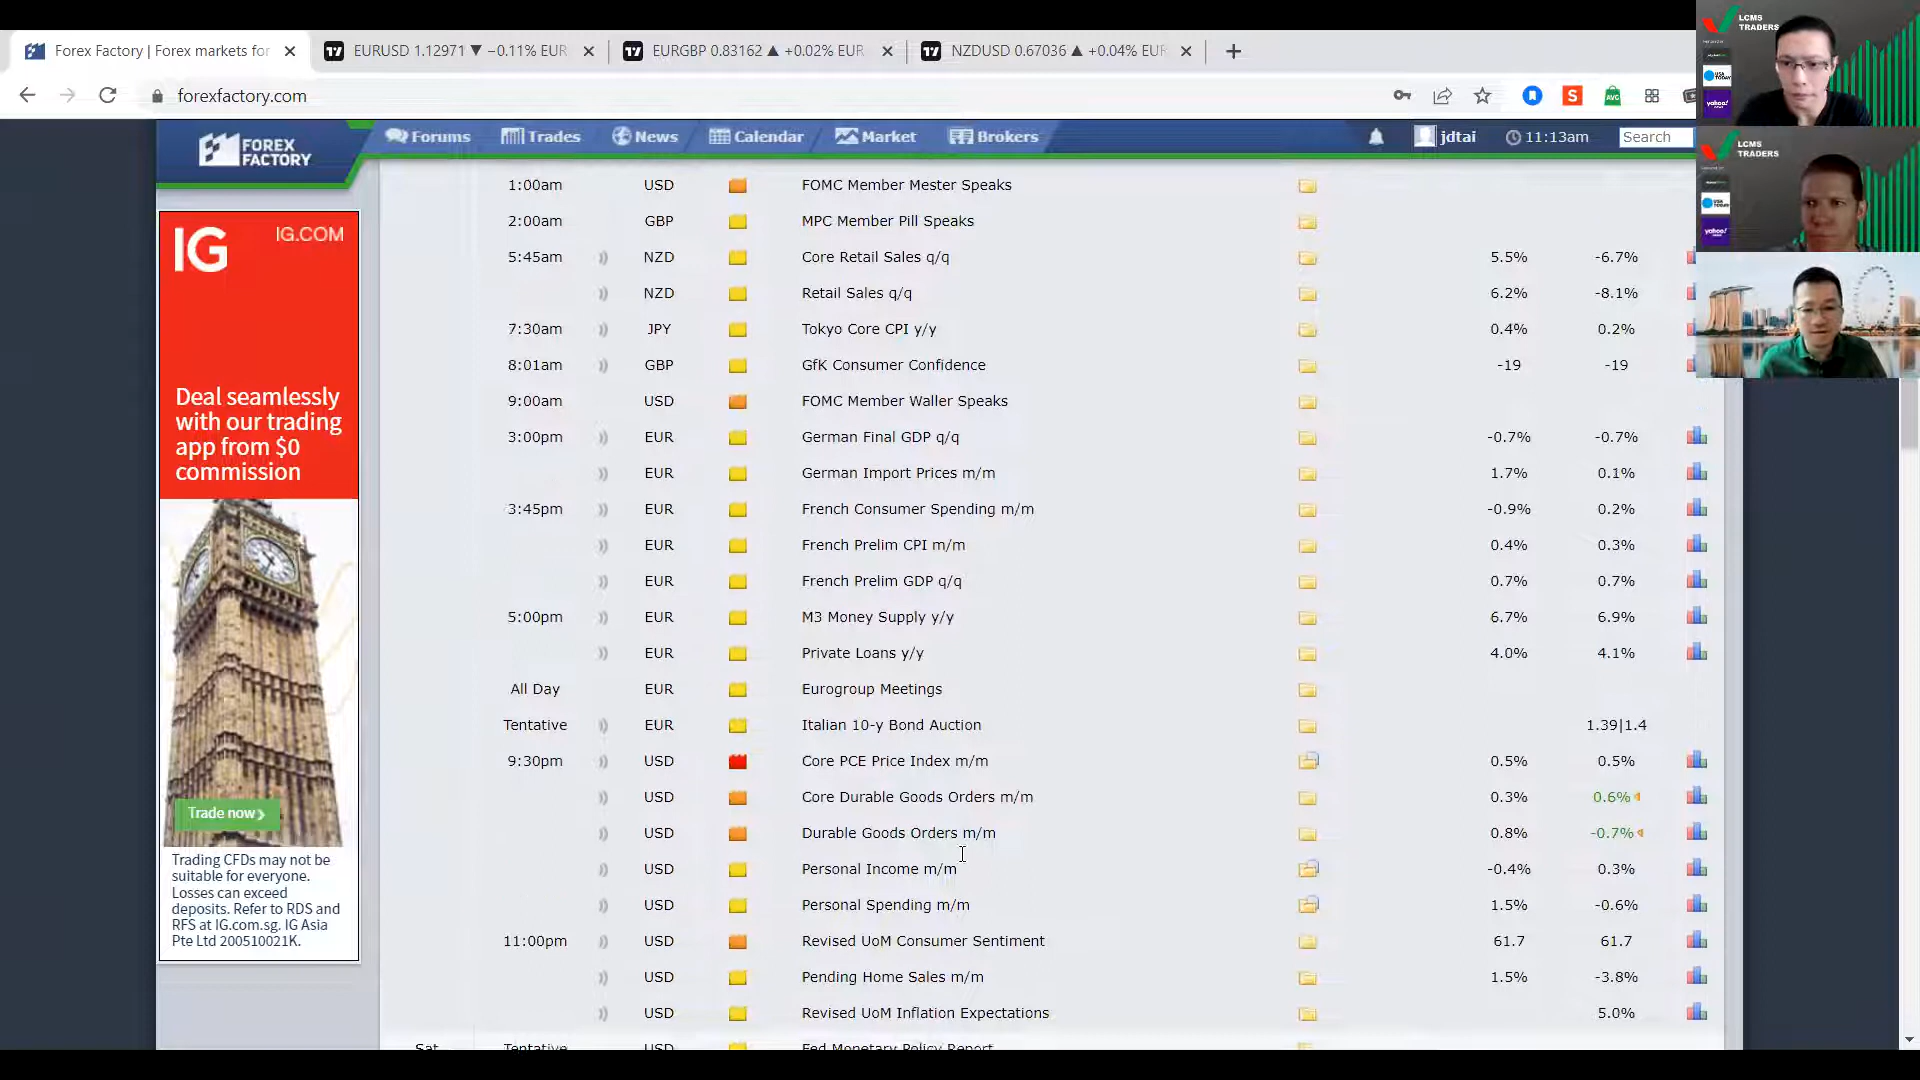 Forex Factory | Forex markets for
EURUSD 1.12971 ▼ −0.11% EUR
EURGBP 0.83162 ▲ +0.02% EUR
NZDUSD 0.67036 ▲ +0.04% EUR
forexfactory.com
FOREX FACTORY
Forums Trades News Calendar Market Brokers jdtai 11:13am Search
IG IG.COM
Deal seamlessly
with our trading
app from $0
commission
Trade now
Trading CFDs may not be
suitable for everyone.
Losses can exceed
deposits. Refer to RDS and
RFS at IG.com.sg. IG Asia
Pte Ltd 200510021K.
1:00am USD FOMC Member Mester Speaks
2:00am GBP MPC Member Pill Speaks
5:45am NZD Core Retail Sales q/q 5.5% -6.7%
NZD Retail Sales q/q 6.2% -8.1%
7:30am JPY Tokyo Core CPI y/y 0.4% 0.2%
8:01am GBP GfK Consumer Confidence -19 -19
9:00am USD FOMC Member Waller Speaks
3:00pm EUR German Final GDP q/q -0.7% -0.7%
EUR German Import Prices m/m 1.7% 0.1%
3:45pm EUR French Consumer Spending m/m -0.9% 0.2%
EUR French Prelim CPI m/m 0.4% 0.3%
EUR French Prelim GDP q/q 0.7% 0.7%
5:00pm EUR M3 Money Supply y/y 6.7% 6.9%
EUR Private Loans y/y 4.0% 4.1%
All Day EUR Eurogroup Meetings
Tentative EUR Italian 10-y Bond Auction 1.39|1.4
9:30pm USD Core PCE Price Index m/m 0.5% 0.5%
USD Core Durable Goods Orders m/m 0.3% 0.6%
USD Durable Goods Orders m/m 0.8% -0.7%
USD Personal Income m/m -0.4% 0.3%
USD Personal Spending m/m 1.5% -0.6%
11:00pm USD Revised UoM Consumer Sentiment 61.7 61.7
USD Pending Home Sales m/m 1.5% -3.8%
USD Revised UoM Inflation Expectations 5.0%
Sat Tentative USD Fed Monetary Policy Report
LCMS
TRADERS
USA TODAY
yahoo!
LCMS
TRADERS
USA TODAY
yahoo!